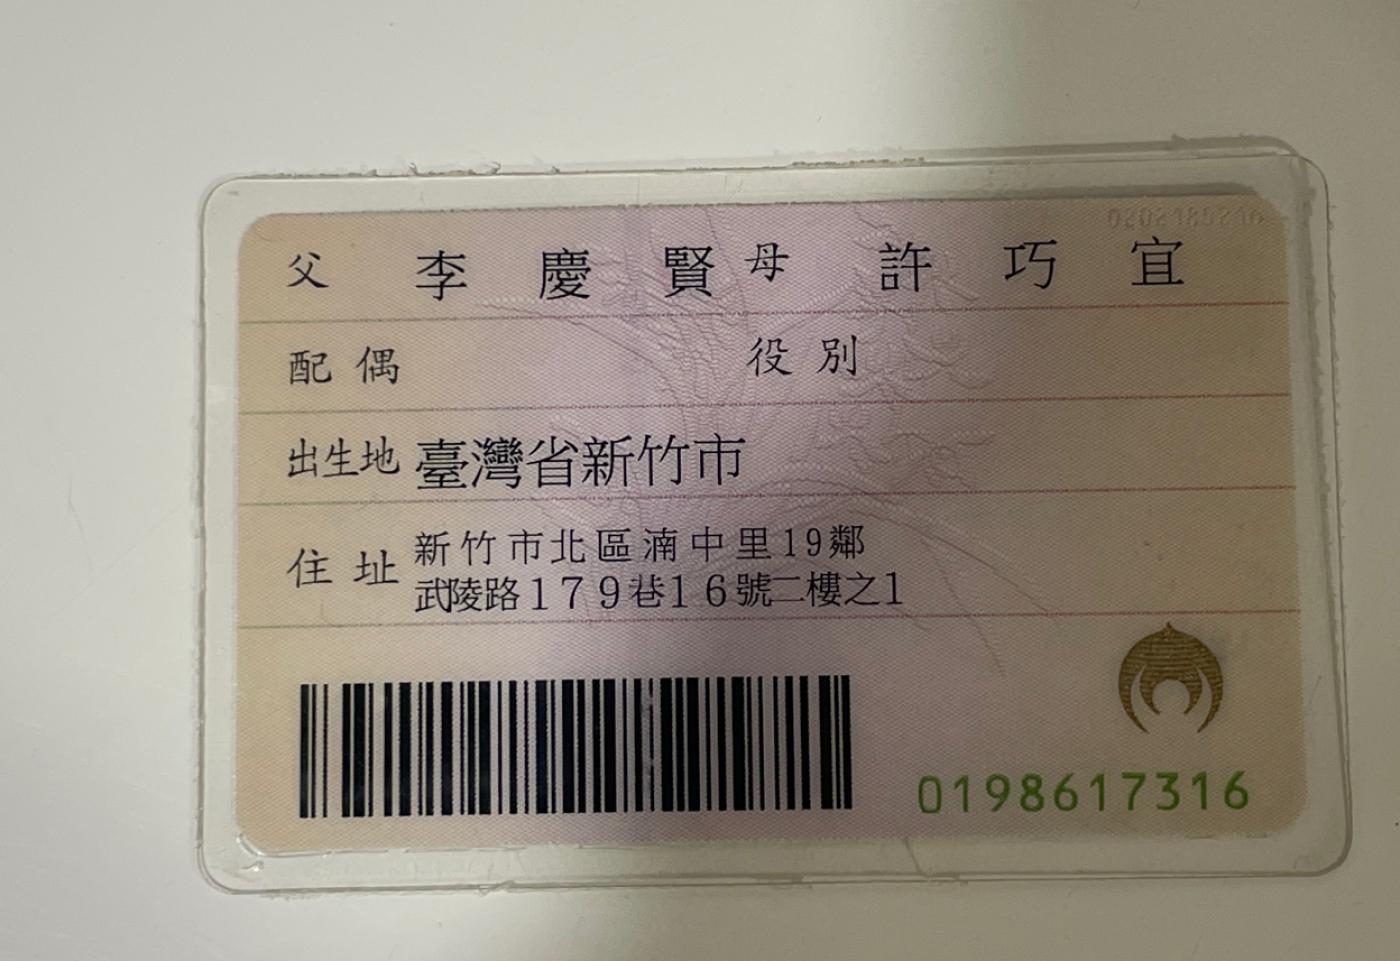 父 李慶賢 母 許巧宜
配偶 役別
出生地 臺灣省新竹市
住址 新竹市北區湳中里19鄰
武陵路179巷16號二樓之1
0198617316